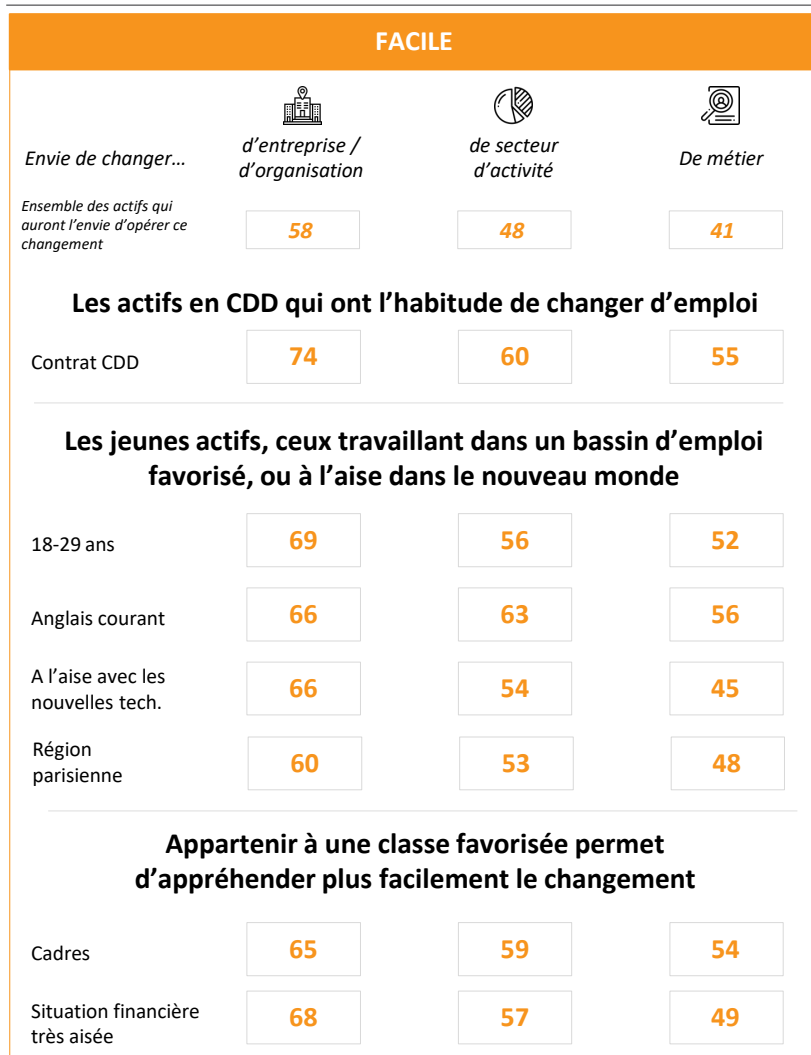 FACILE
Envie de changer...
d'entreprise /
d'organisation
de secteur
d'activité
De métier
Ensemble des actifs qui
auront l'envie d'opérer ce
changement
58 48 41
Les actifs en CDD qui ont l'habitude de changer d'emploi
Contrat CDD 74 60 55
Les jeunes actifs, ceux travaillant dans un bassin d'emploi
favorisé, ou à l'aise dans le nouveau monde
18-29 ans 69 56 52
Anglais courant 66 63 56
A l'aise avec les
nouvelles tech.
66 54 45
Région
parisienne
60 53 48
Appartenir à une classe favorisée permet
d'appréhender plus facilement le changement
Cadres 65 59 54
Situation financière
très aisée
68 57 49